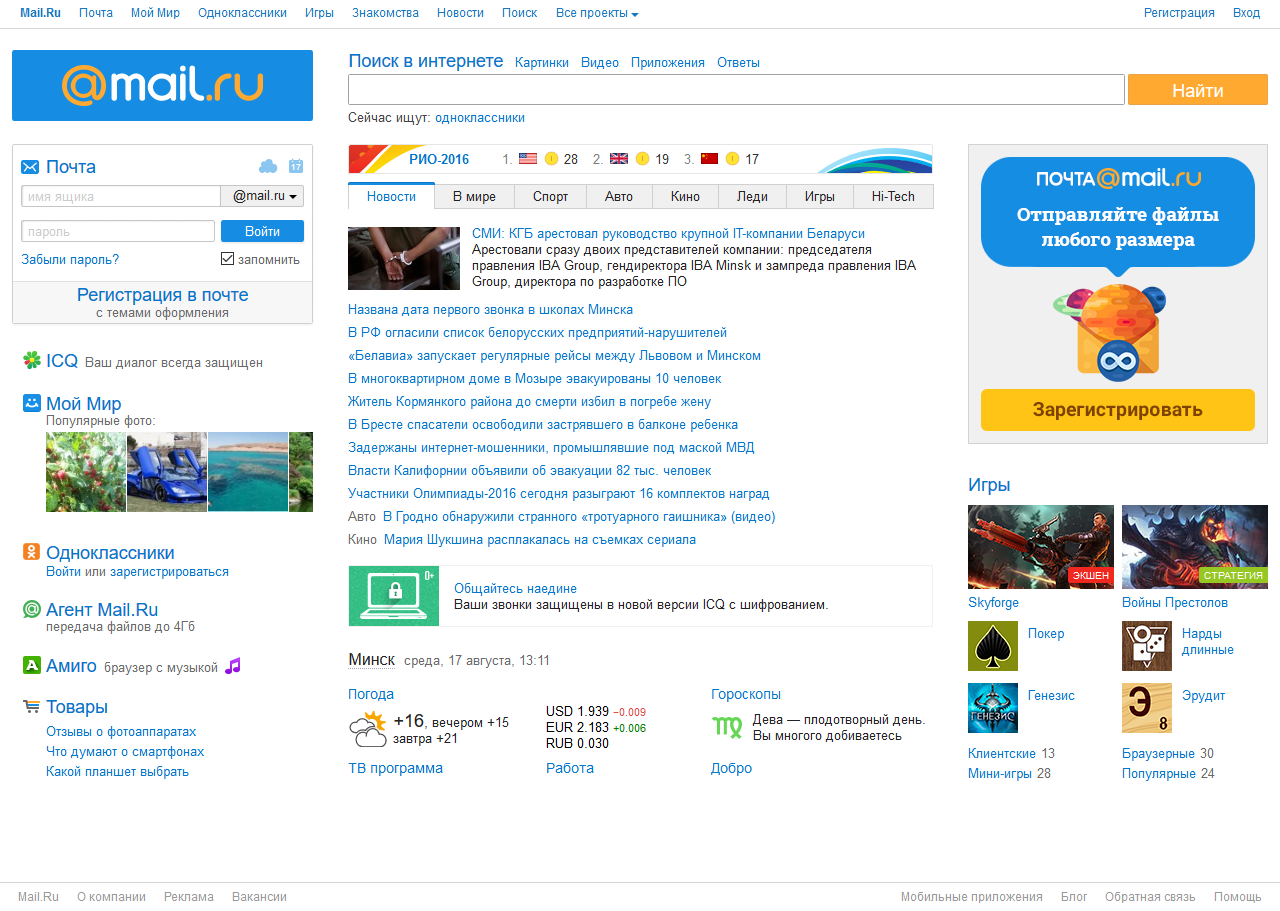 Mail.Ru Почта Мой Мир Одноклассники Игры Знакомства Новости Поиск Все проекты Регистрация Вход
@mail.ru
Поиск в интернете Картинки Видео Приложения Ответы
Найти
Сейчас ищут: одноклассники
Почта 17
имя ящика @mail.ru
пароль Войти
Забыли пароль? запомнить
Регистрация в почте
с темами оформления
ICQ Ваш диалог всегда защищен
Мой Мир
Популярные фото:
Одноклассники
Войти или зарегистрироваться
Агент Mail.Ru
передача файлов до 4Гб
Амиго браузер с музыкой
Товары
Отзывы о фотоаппаратах
Что думают о смартфонах
Какой планшет выбрать
РИО-2016 1. 28 2. 19 3. 17
Новости В мире Спорт Авто Кино Леди Игры Hi-Tech
СМИ: КГБ арестовал руководство крупной IT-компании Беларуси
Арестовали сразу двоих представителей компании: председателя
правления IBA Group, гендиректора IBA Minsk и зампреда правления IBA
Group, директора по разработке ПО
Названа дата первого звонка в школах Минска
В РФ огласили список белорусских предприятий-нарушителей
«Белавиа» запускает регулярные рейсы между Львовом и Минском
В многоквартирном доме в Мозыре эвакуированы 10 человек
Житель Кормянкого района до смерти избил в погребе жену
В Бресте спасатели освободили застрявшего в балконе ребенка
Задержаны интернет-мошенники, промышлявшие под маской МВД
Власти Калифорнии объявили об эвакуации 82 тыс. человек
Участники Олимпиады-2016 сегодня разыграют 16 комплектов наград
Авто В Гродно обнаружили странного «тротуарного гаишника» (видео)
Кино Мария Шукшина расплакалась на съемках сериала
0+
Общайтесь наедине
Ваши звонки защищены в новой версии ICQ с шифрованием.
Минск среда, 17 августа, 13:11
Погода
+16, вечером +15
завтра +21
USD 1.939 −0.009
EUR 2.183 +0.006
RUB 0.030
Гороскопы
Дева — плодотворный день.
Вы многого добиваетесь
ТВ программа Работа Добро
ПОЧТА@mail.ru
Отправляйте файлы
любого размера
Зарегистрировать
Игры
ЭКШЕН СТРАТЕГИЯ
Skyforge Войны Престолов
Покер Нарды
длинные
ГЕНЕЗИС Генезис Э 8 Эрудит
Клиентские 13 Браузерные 30
Мини-игры 28 Популярные 24
Mail.Ru О компании Реклама Вакансии Мобильные приложения Блог Обратная связь Помощь